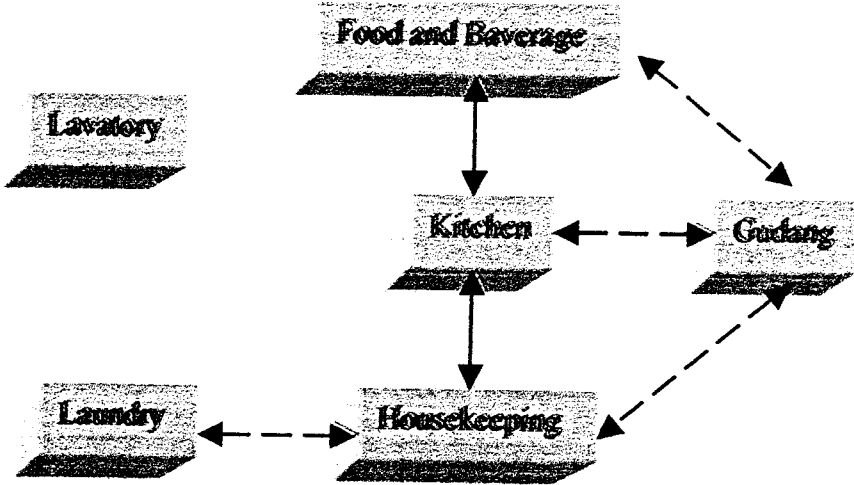 Food and Baverage
Lavatory
Kitchen
Gudang
Laundry
Housekeeping